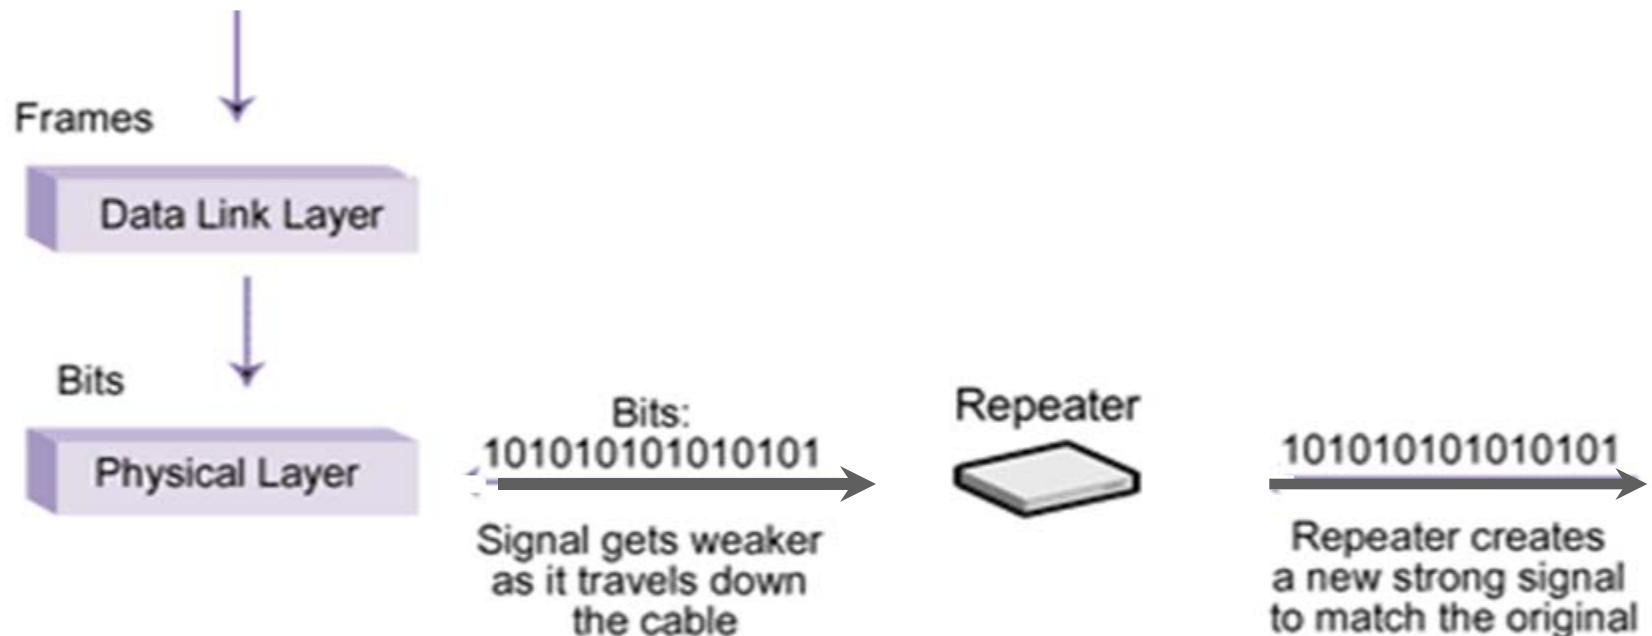 Frames
Data Link Layer
Bits
Physical Layer
Bits:
101010101010101
Signal gets weaker
as it travels down
the cable
Repeater
101010101010101
Repeater creates
a new strong signal
to match the original